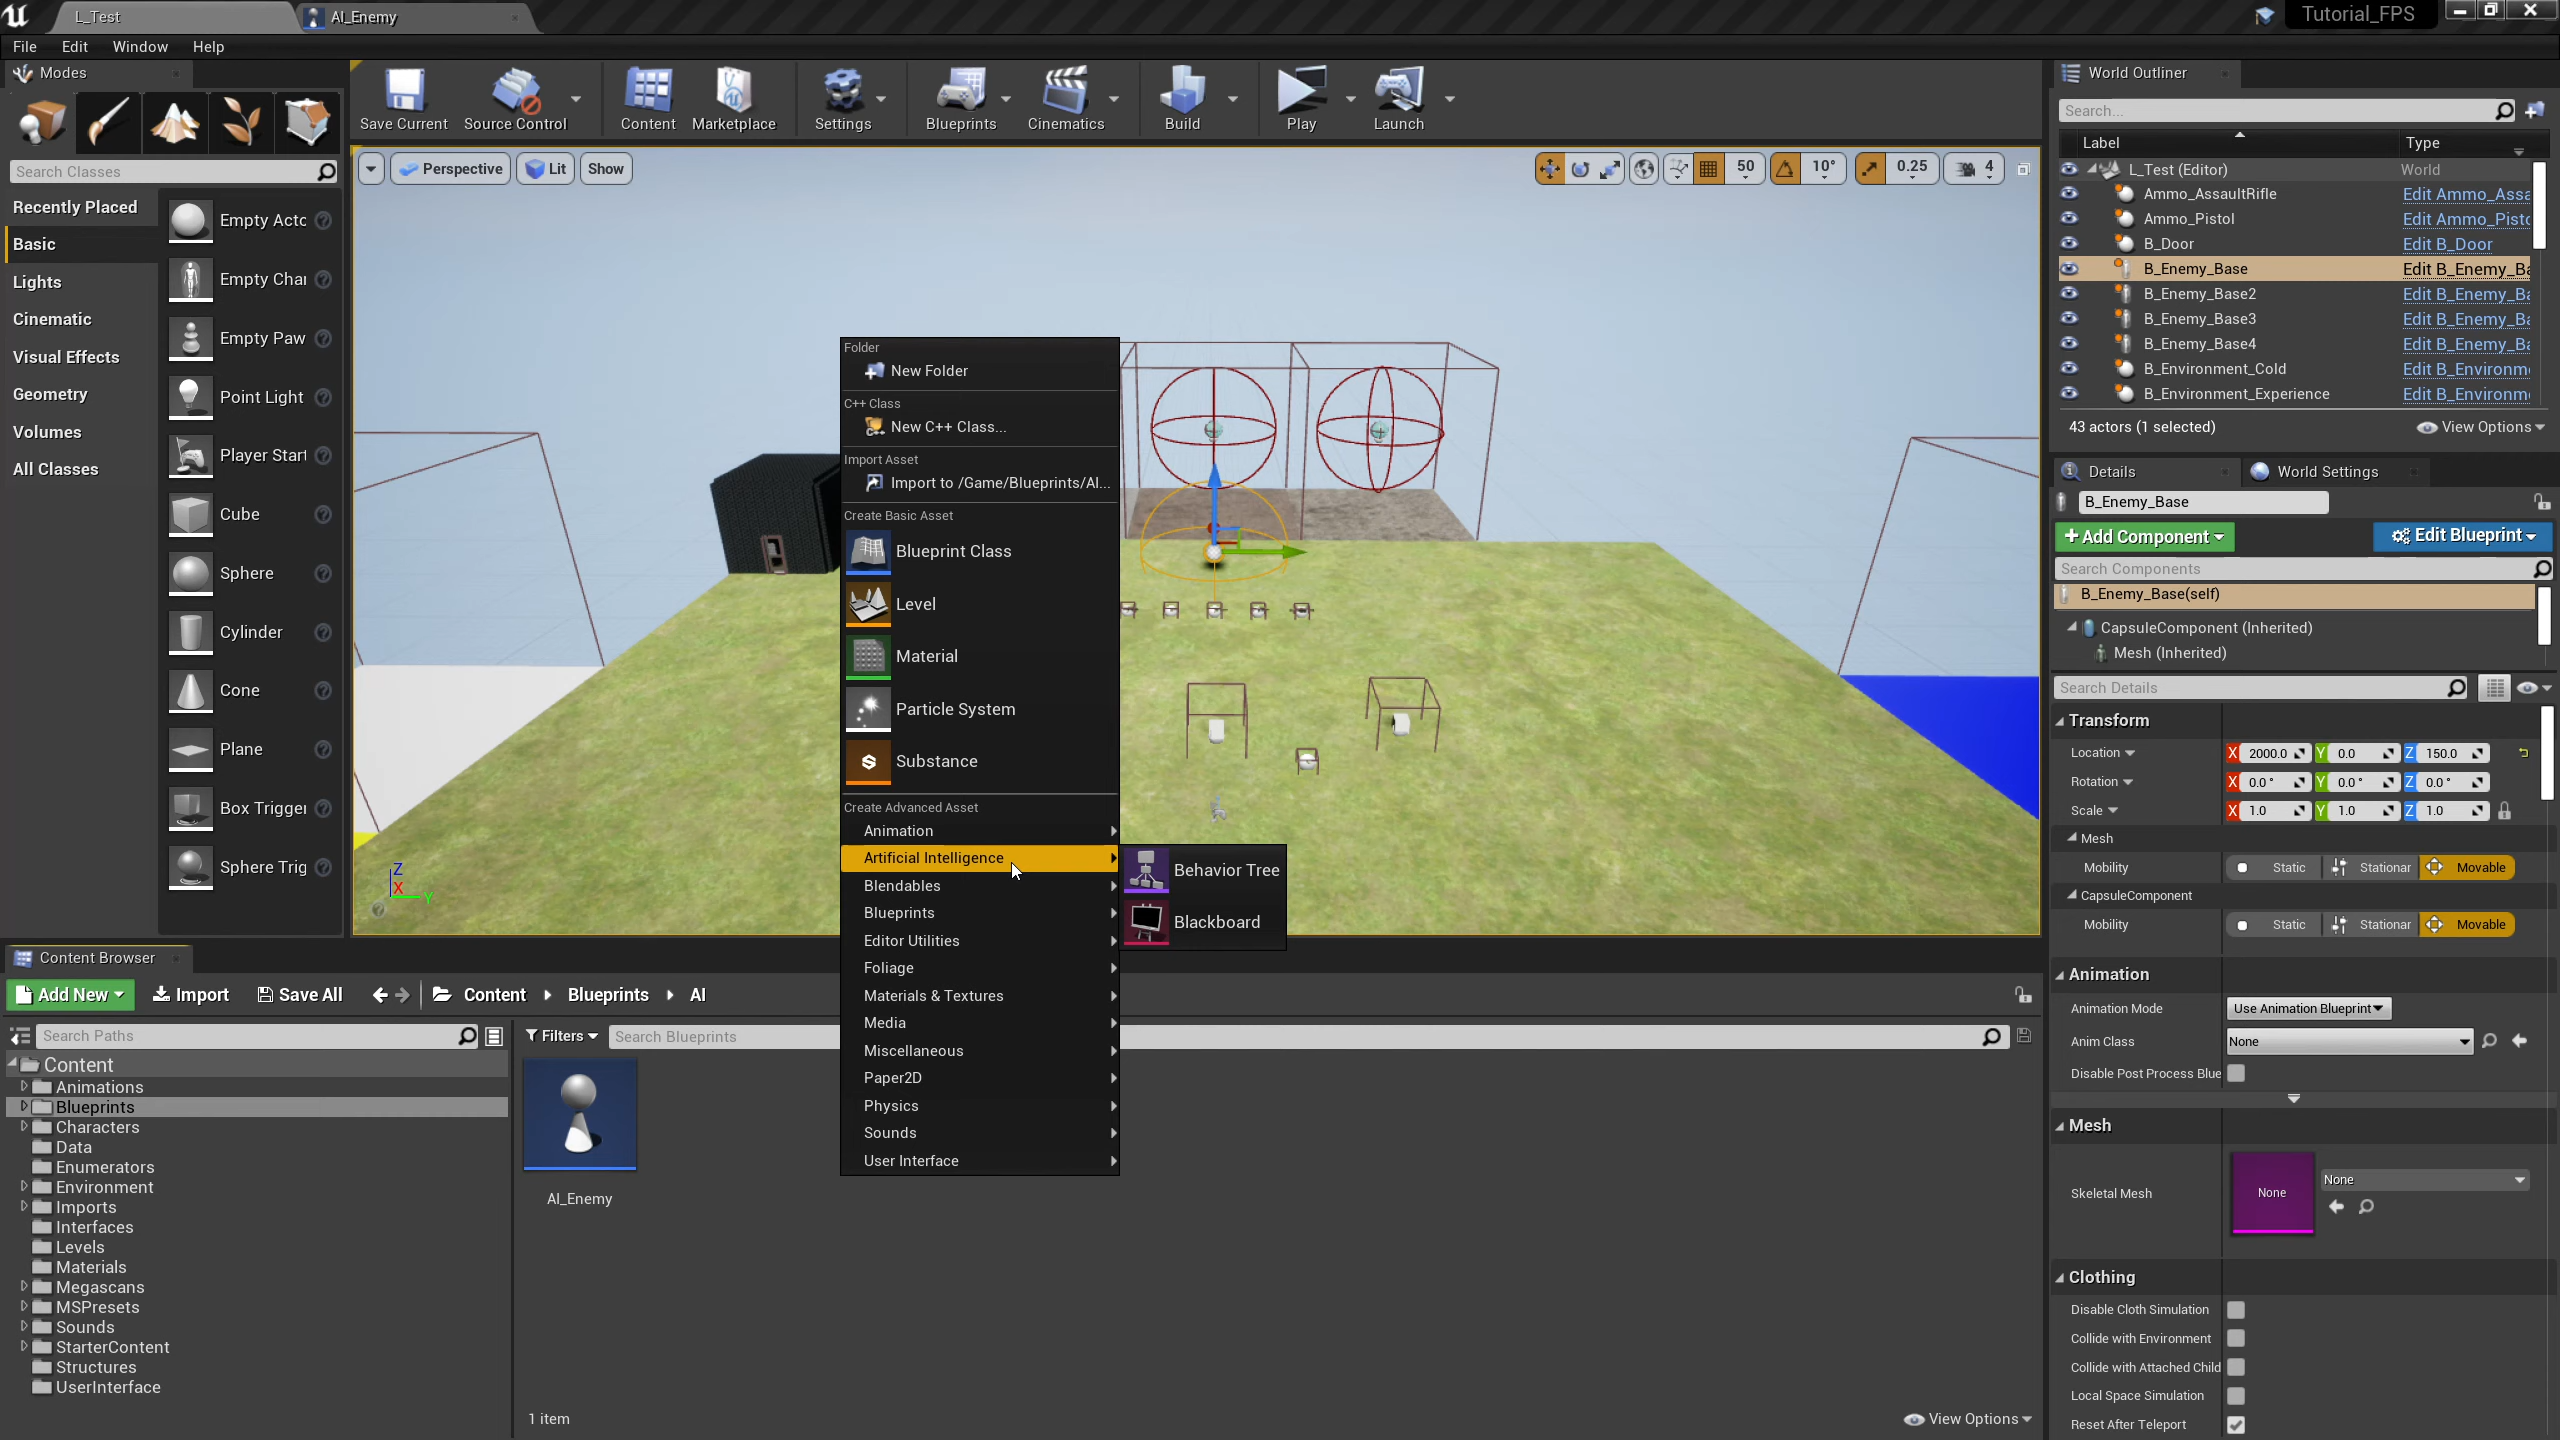 L_Test
AI_Enemy
Tutorial_FPS
File Edit Window Help
Modes
Search Classes
Recently Placed
Basic
Lights
Cinematic
Visual Effects
Geometry
Volumes
All Classes
Empty Acto
Empty Char
Empty Paw
Point Light
Player Start
Cube
Sphere
Cylinder
Cone
Plane
Box Trigger
Sphere Trig
Save Current
Source Control
Content
Marketplace
Settings
Blueprints
Cinematics
Build
Play
Launch
Perspective
Lit
Show
50
10°
0.25
4
Z
X
Y
Folder
New Folder
C++ Class
New C++ Class...
Import Asset
Import to /Game/Blueprints/AI...
Create Basic Asset
Blueprint Class
Level
Material
Particle System
Substance
Create Advanced Asset
Animation
Artificial Intelligence
Blendables
Blueprints
Editor Utilities
Foliage
Materials & Textures
Media
Miscellaneous
Paper2D
Physics
Sounds
User Interface
Behavior Tree
Blackboard
Content Browser
Add New
Import
Save All
Content
Blueprints
AI
Search Paths
Content
Animations
Blueprints
Characters
Data
Enumerators
Environment
Imports
Interfaces
Levels
Materials
Megascans
MSPresets
Sounds
StarterContent
Structures
UserInterface
Filters
Search Blueprints
AI_Enemy
1 item
View Options
World Outliner
Search...
Label Type
L_Test (Editor) World
Ammo_AssaultRifle Edit Ammo_Assa
Ammo_Pistol Edit Ammo_Pisto
B_Door Edit B_Door
B_Enemy_Base Edit B_Enemy_Ba
B_Enemy_Base2 Edit B_Enemy_Ba
B_Enemy_Base3 Edit B_Enemy_Ba
B_Enemy_Base4 Edit B_Enemy_Ba
B_Environment_Cold Edit B_Environm
B_Environment_Experience Edit B_Environm
43 actors (1 selected)
View Options
Details
World Settings
B_Enemy_Base
+Add Component
Edit Blueprint
Search Components
B_Enemy_Base(self)
CapsuleComponent (Inherited)
Mesh (Inherited)
Search Details
Transform
Location X 2000.0 Y 0.0 Z 150.0
Rotation X 0.0° Y 0.0° Z 0.0°
Scale X 1.0 Y 1.0 Z 1.0
Mesh
Mobility Static Stationar Movable
CapsuleComponent
Mobility Static Stationar Movable
Animation
Animation Mode Use Animation Blueprint
Anim Class None
Disable Post Process Blue
Mesh
Skeletal Mesh
None
None
Clothing
Disable Cloth Simulation
Collide with Environment
Collide with Attached Child
Local Space Simulation
Reset After Teleport